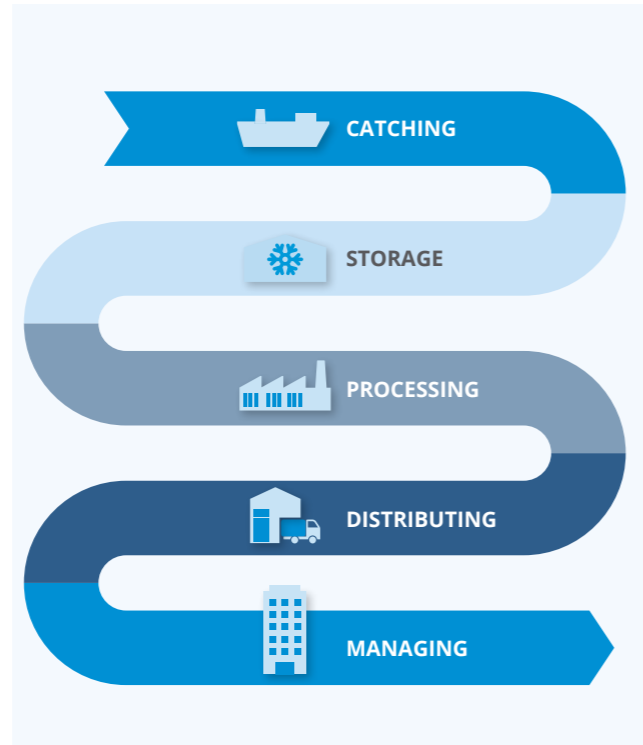 CATCHING
STORAGE
PROCESSING
DISTRIBUTING
MANAGING